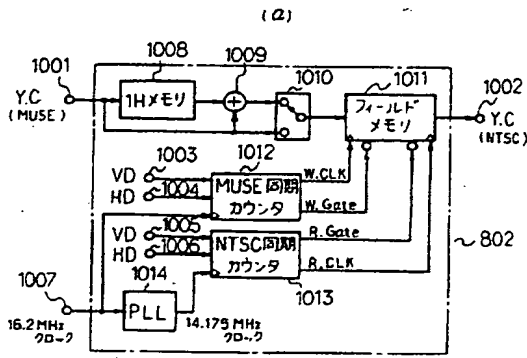 (a)
1008
1009
1010
1011
1001
1002
Y.C
(MUSE)
1Hメモリ
フィールド
メモリ
Y.C
(NTSC)
1003
1012
VD
HD
1004
MUSE同期
カウンタ
W.CLK
W.Gate
1005
VD
HD
1006
NTSC同期
カウンタ
R.Gate
R.CLK
802
1007
1014
1013
PLL
16.2MHz
クロック
14.175MHz
クロック